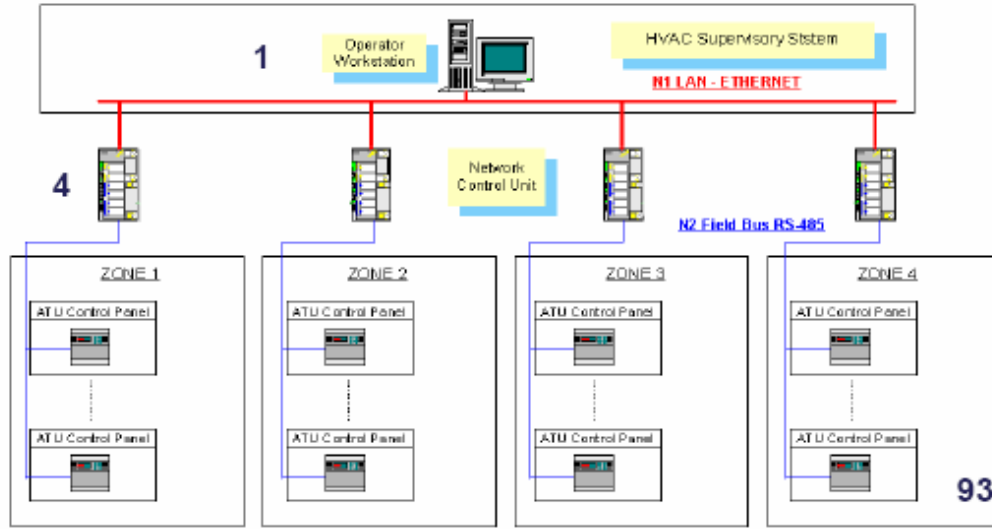 1
Operator
Workstation
HVAC Supervisory Ststem
N1 LAN - ETHERNET
4
Network
Control Unit
N2 Field Bus RS-485
ZONE 1
ZONE 2
ZONE 3
ZONE 4
ATU Control Panel
ATU Control Panel
ATU Control Panel
ATU Control Panel
ATU Control Panel
ATU Control Panel
ATU Control Panel
ATU Control Panel
93